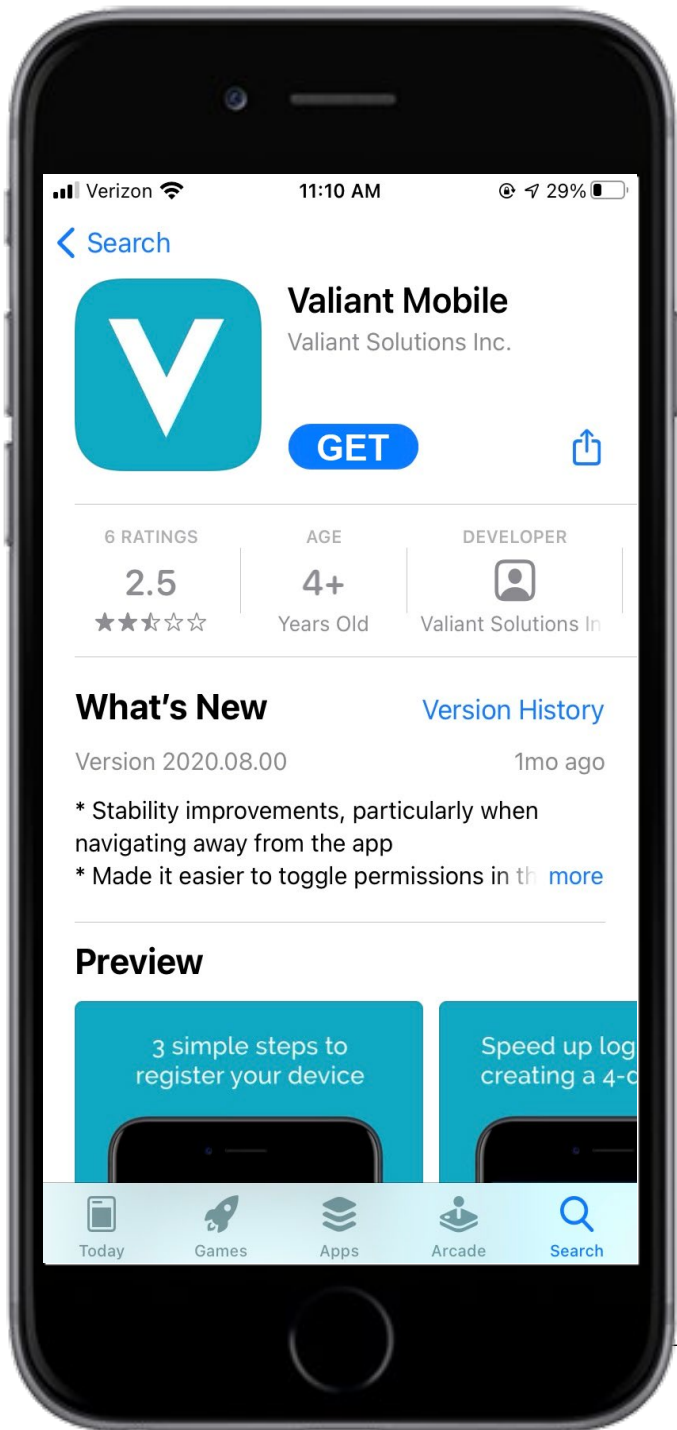 Verizon 11:10 AM 29%
Search
V
Valiant Mobile
Valiant Solutions Inc.
GET
6 RATINGS AGE DEVELOPER
2.5 4+
Years Old Valiant Solutions In
What's New Version History
Version 2020.08.00 1mo ago
* Stability improvements, particularly when
navigating away from the app
* Made it easier to toggle permissions in th more
Preview
3 simple steps to
register your device
Speed up log
creating a 4-d
Today Games Apps Arcade Search